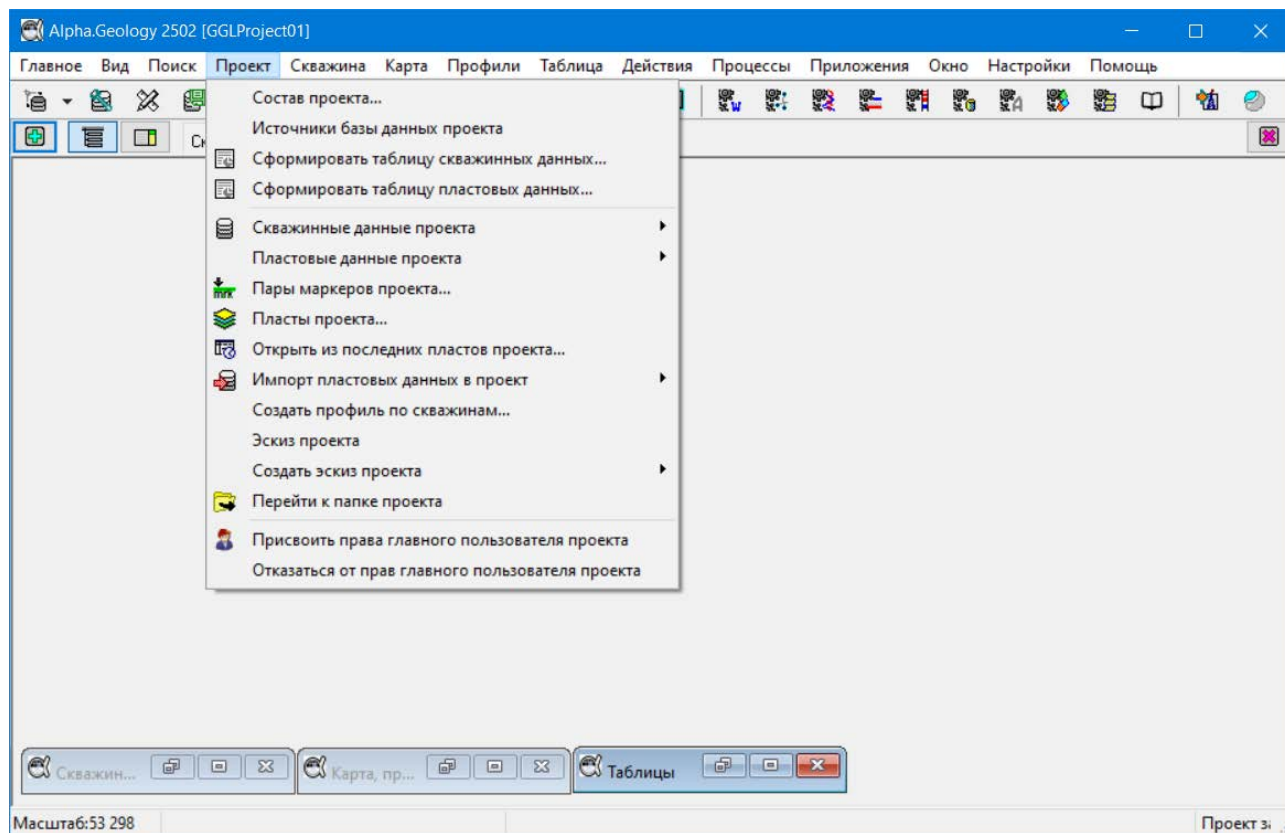 Alpha.Geology 2502 [GGLProject01]
Главное Вид Поиск Проект Скважина Карта Профили Таблица Действия Процессы Приложения Окно Настройки Помощь
Состав проекта...
Источники базы данных проекта
Сформировать таблицу скважинных данных...
Сформировать таблицу пластовых данных...
Скважинные данные проекта
Пластовые данные проекта
Пары маркеров проекта...
Пласты проекта...
Открыть из последних пластов проекта...
Импорт пластовых данных в проект
Создать профиль по скважинам...
Эскиз проекта
Создать эскиз проекта
Перейти к папке проекта
Присвоить права главного пользователя проекта
Отказаться от прав главного пользователя проекта
Скважин... Карта, пр... Таблицы
Масштаб:53 298 Проект